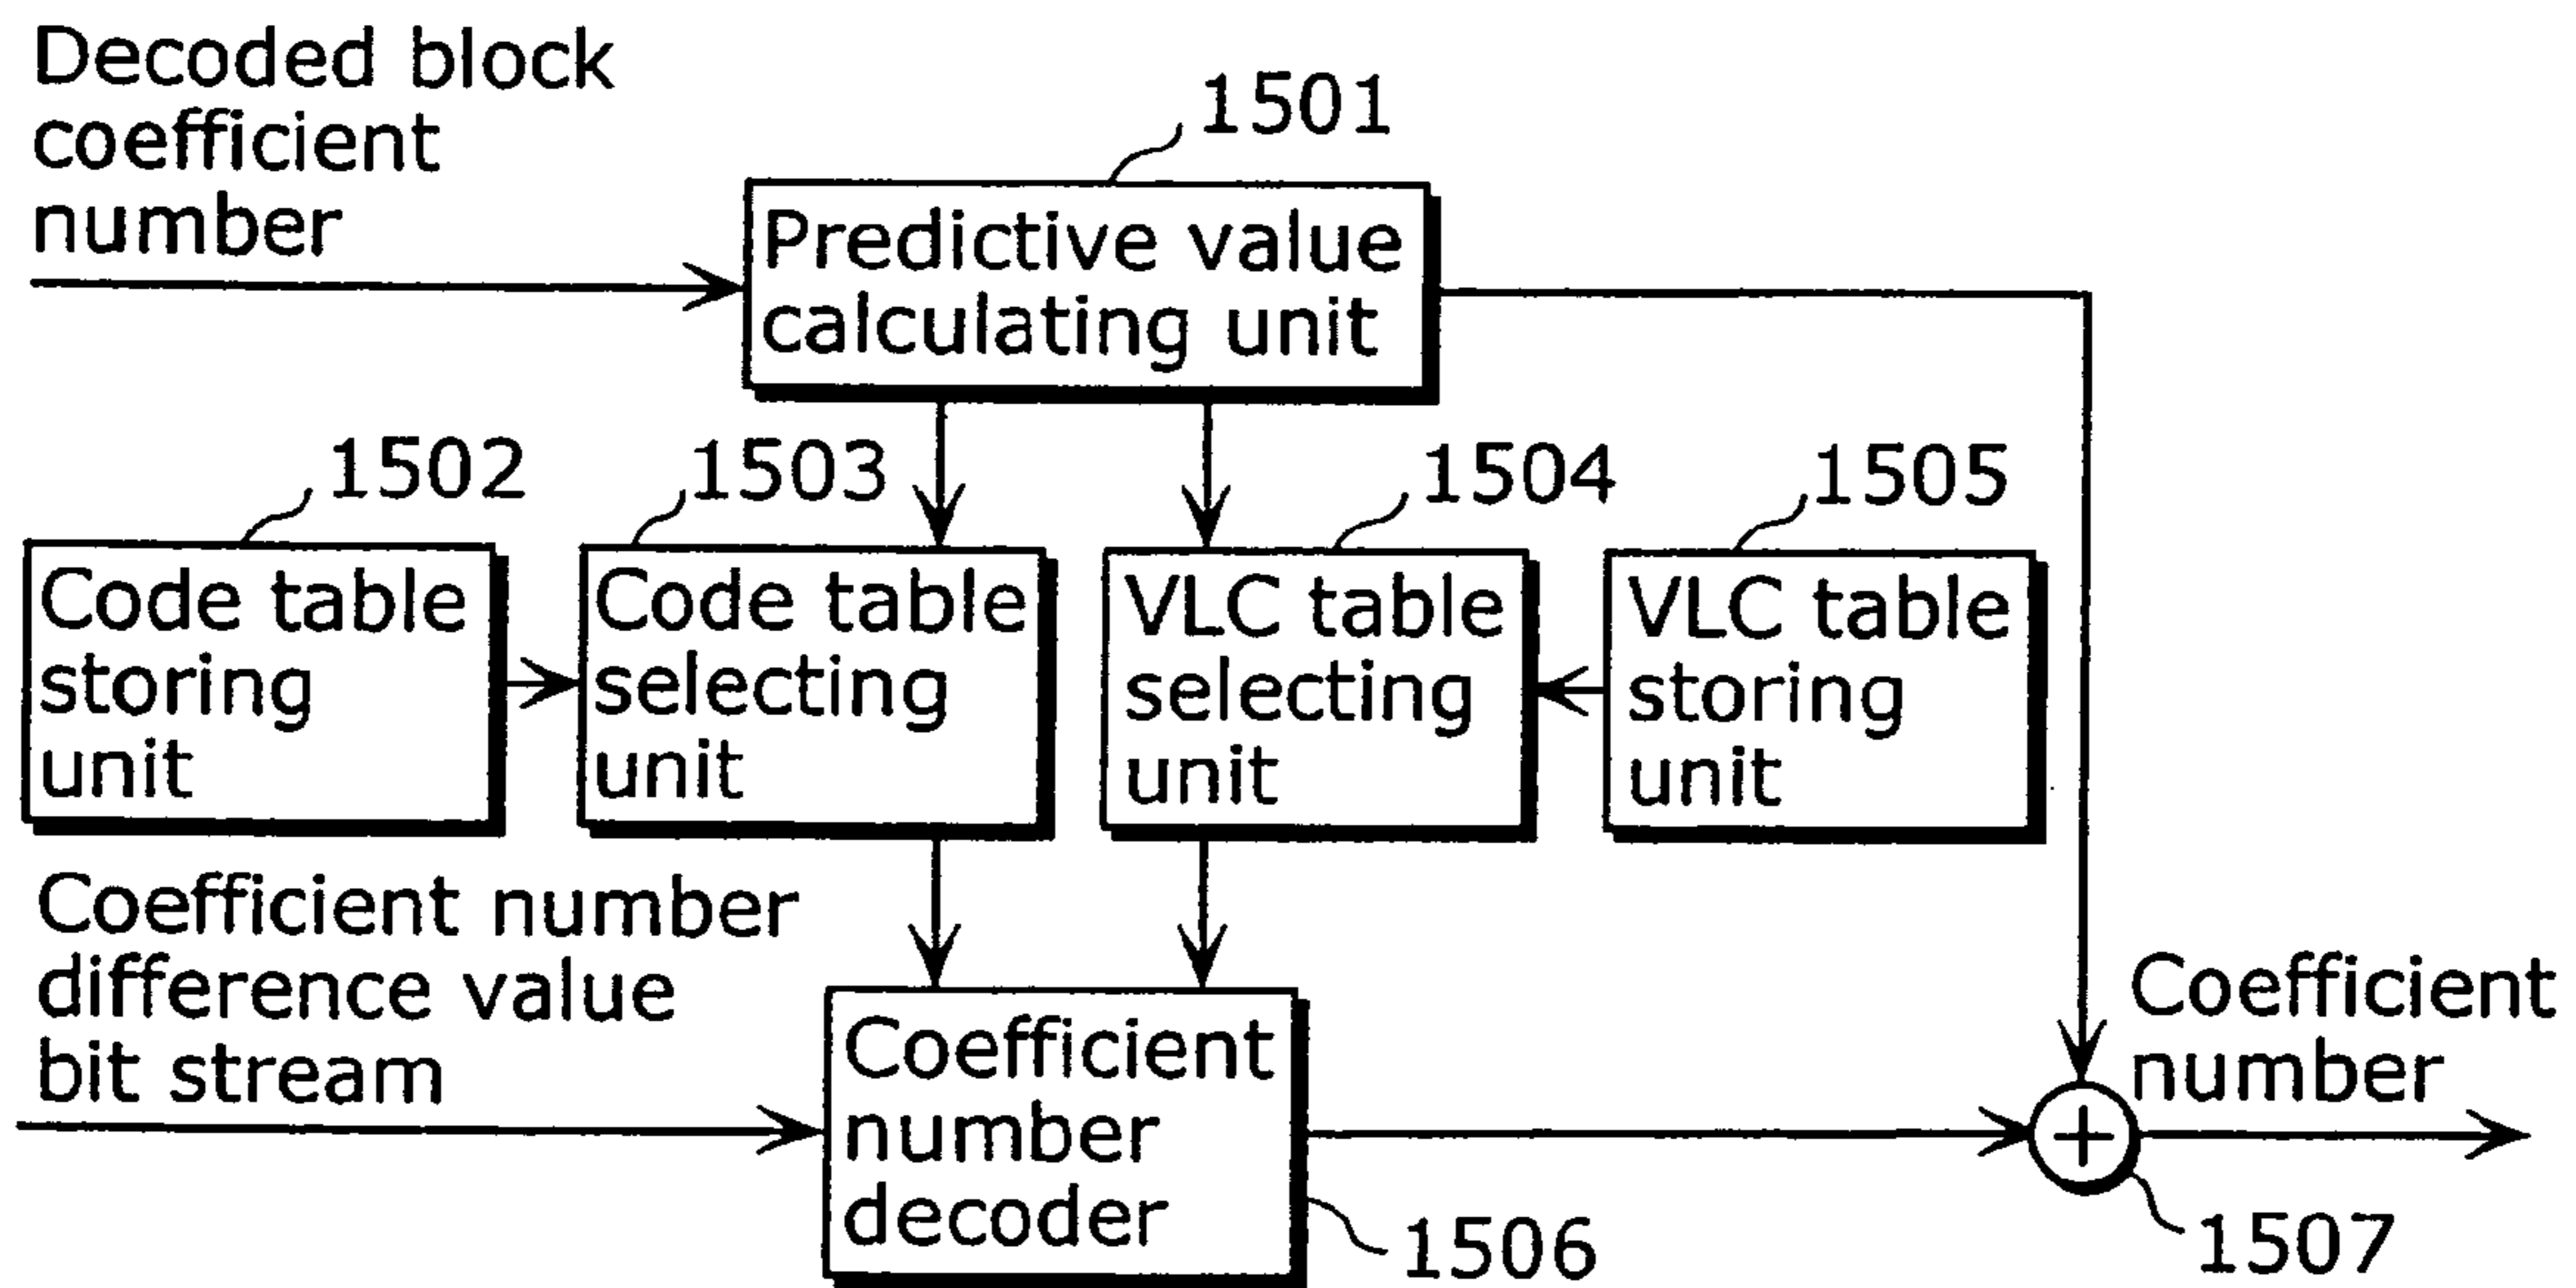 Decoded block
coefficient
number
1501
Predictive value
calculating unit
1502
1503
1504
1505
Code table
storing
unit
Code table
selecting
unit
VLC table
selecting
unit
VLC table
storing
unit
Coefficient number
difference value
bit stream
Coefficient
number
decoder
1506
Coefficient
number
+
1507